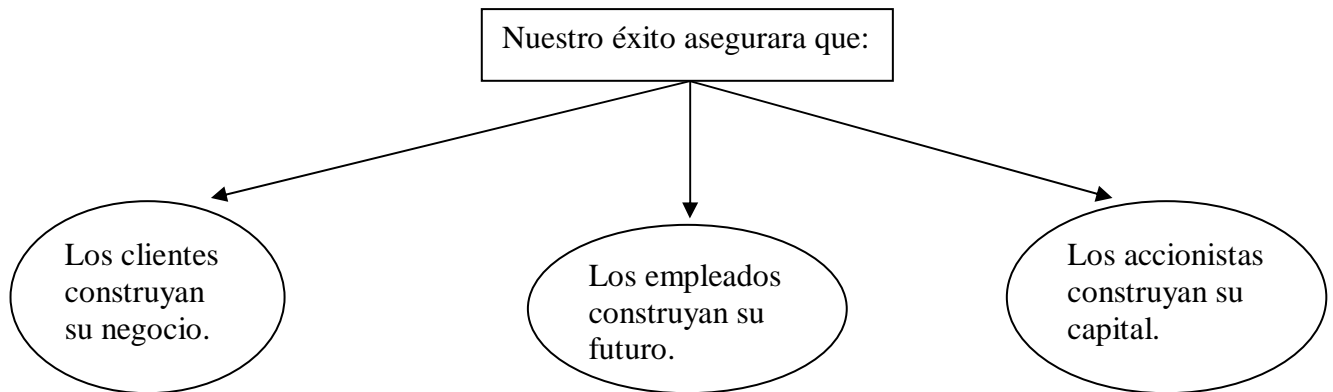 Nuestro éxito asegurara que:
Los clientes
construyan
su negocio.
Los empleados
construyan su
futuro.
Los accionistas
construyan su
capital.